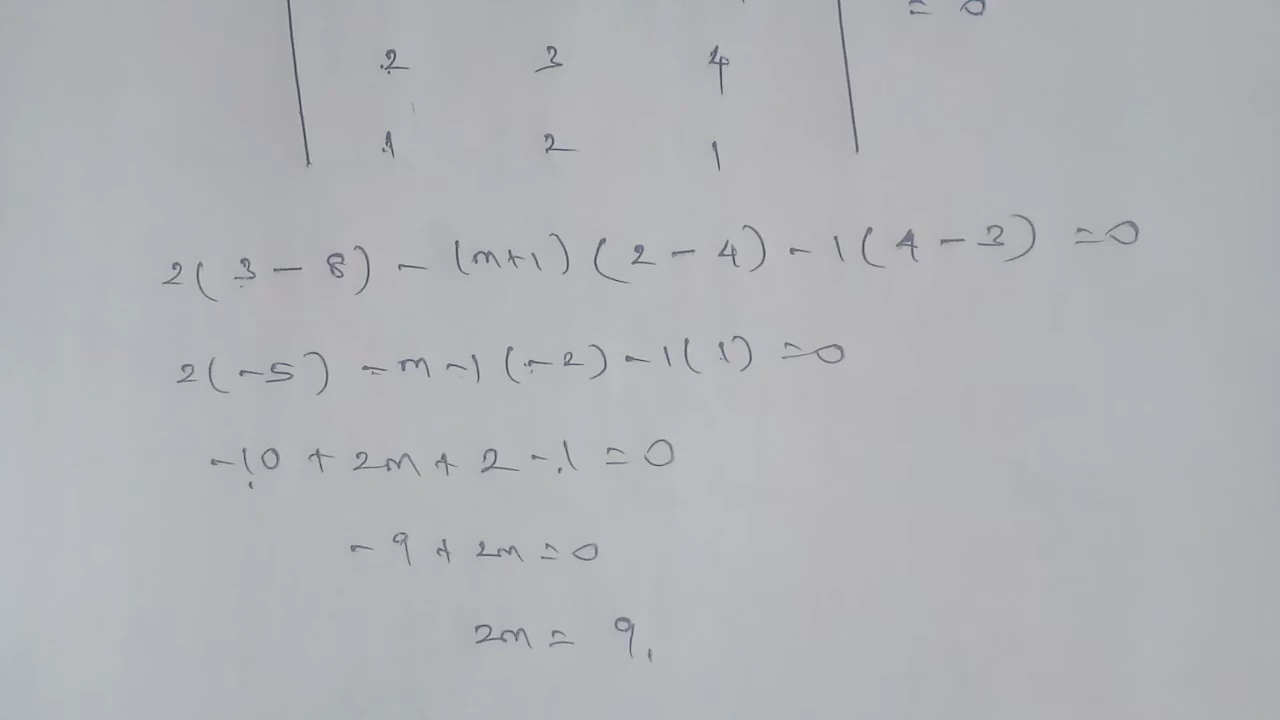 = 0
2 3 4
1 2 1
2(3-8) - (m+1)(2-4) - 1(4-3) = 0
2(-5) - m - 1(-2) - 1(1) = 0
-10 + 2m + 2 - 1 = 0
-9 + 2m = 0
2m = 9,